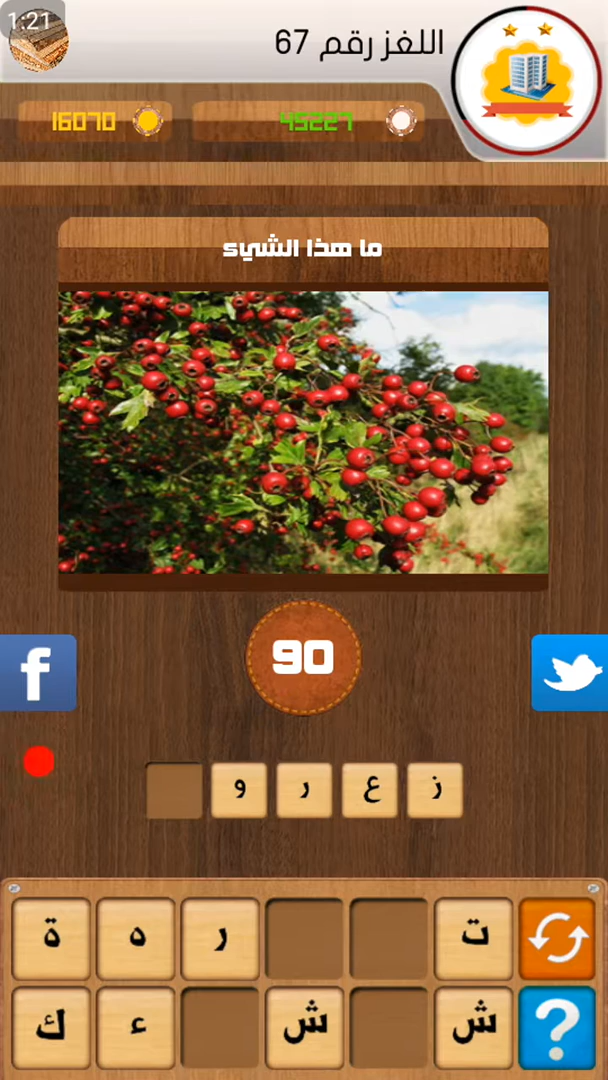 1:21
اللغز رقم 67
16070
45227
ما هذا الشيء
90
f
ز ع ر و
ة ه ر ت
ك ء ش ش ?